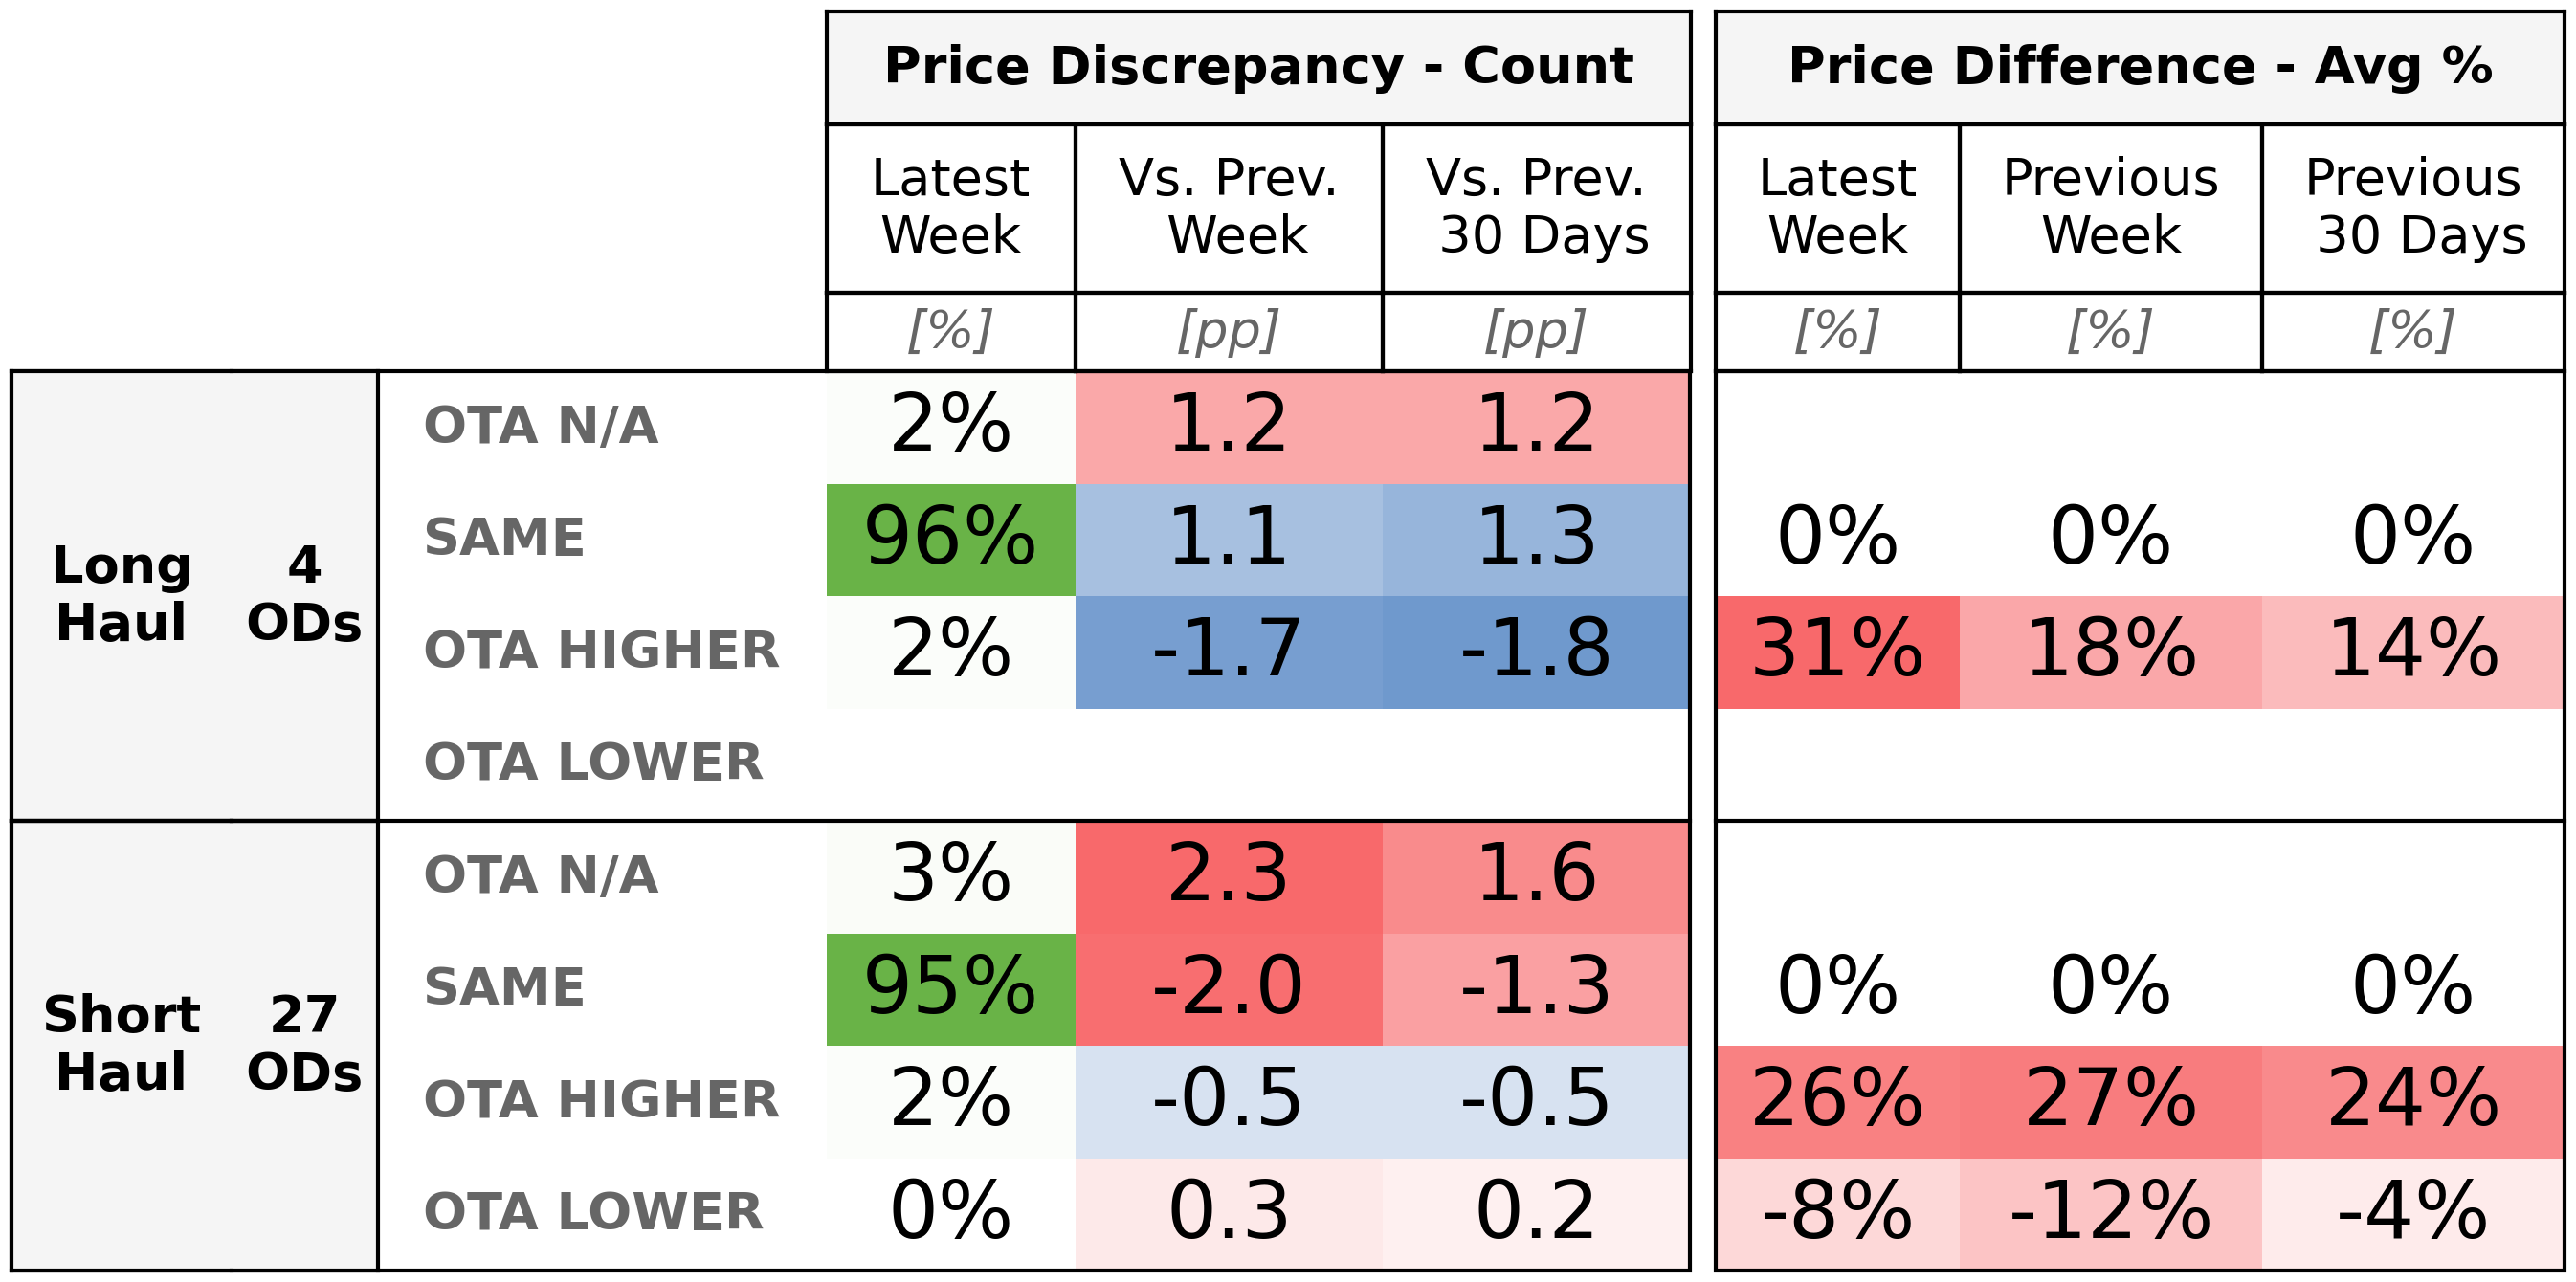 Price Discrepancy - Count Price Difference - Avg %
Latest Week Vs. Prev. Week Vs. Prev. 30 Days Latest Week Previous Week Previous 30 Days
[%] [pp] [pp] [%] [%] [%]
Long Haul 4 ODs
OTA N/A 2% 1.2 1.2
SAME 96% 1.1 1.3 0% 0% 0%
OTA HIGHER 2% -1.7 -1.8 31% 18% 14%
OTA LOWER
Short Haul 27 ODs
OTA N/A 3% 2.3 1.6
SAME 95% -2.0 -1.3 0% 0% 0%
OTA HIGHER 2% -0.5 -0.5 26% 27% 24%
OTA LOWER 0% 0.3 0.2 -8% -12% -4%